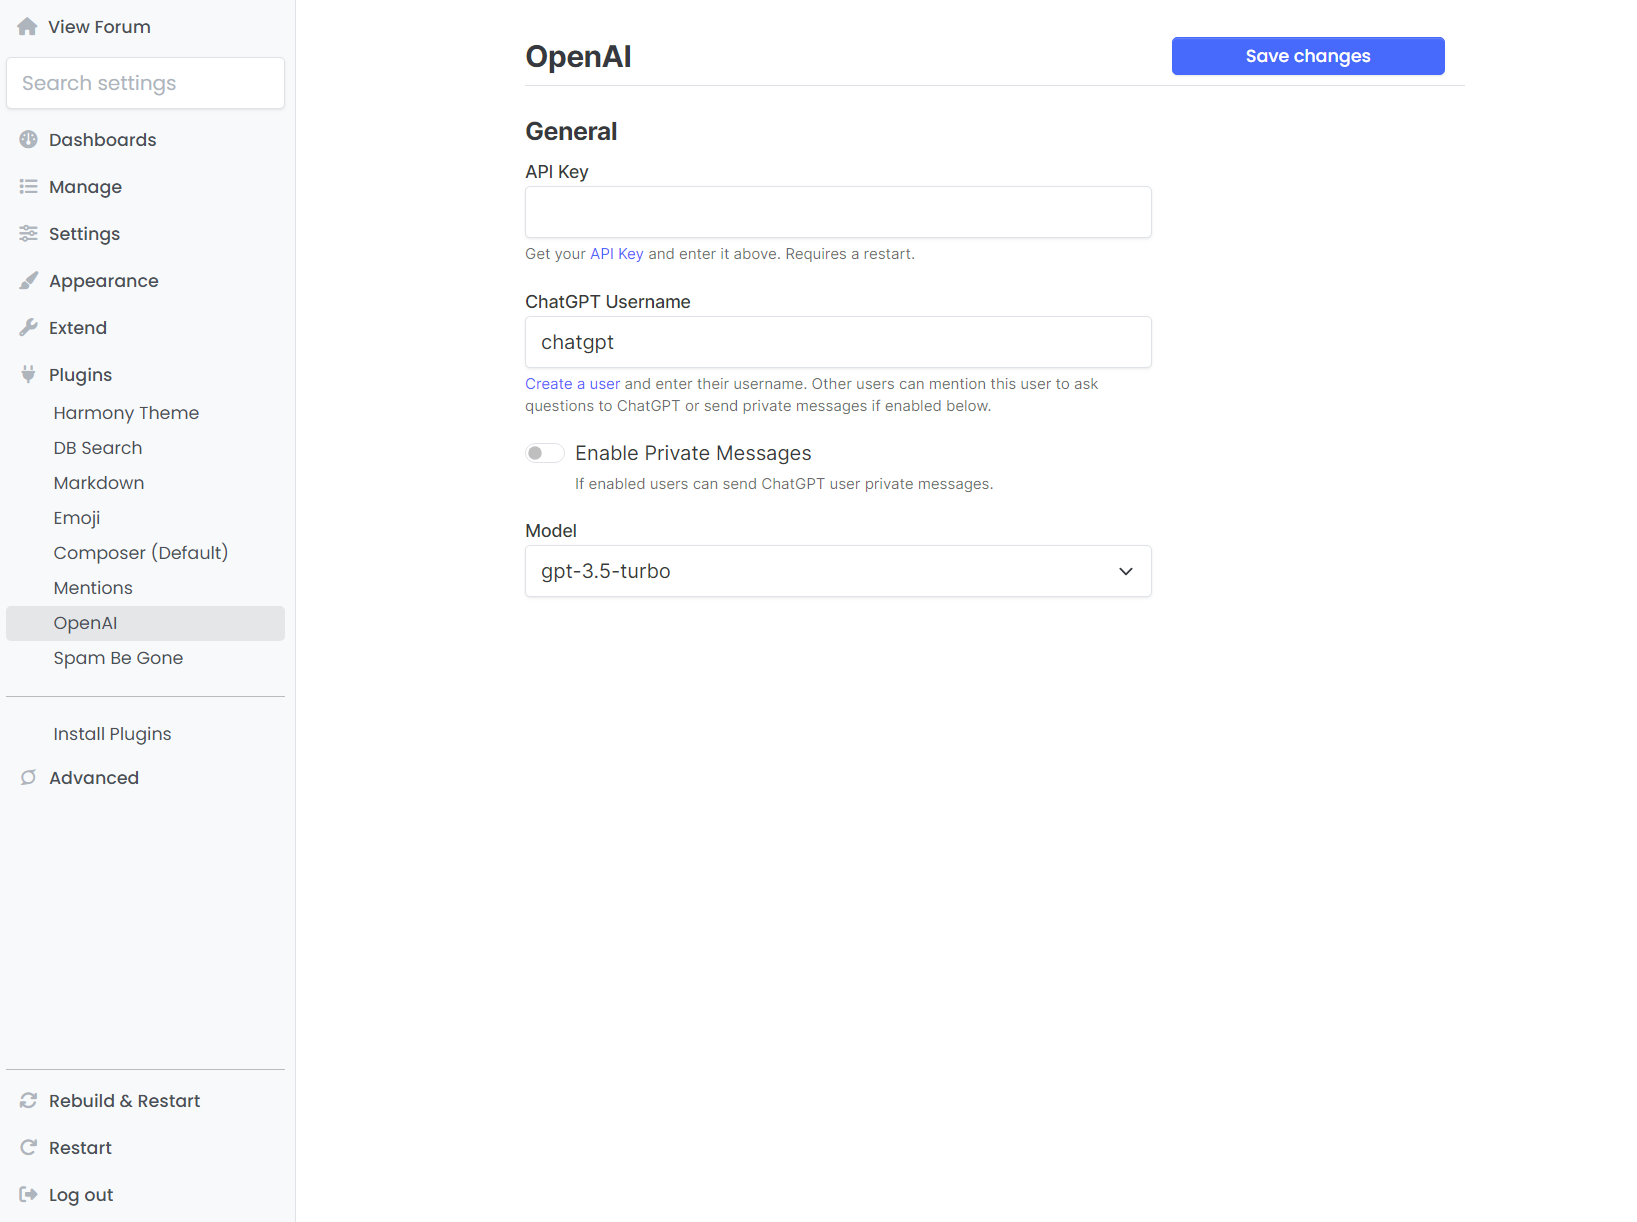 View Forum
Search settings
Dashboards
Manage
Settings
Appearance
Extend
Plugins
Harmony Theme
DB Search
Markdown
Emoji
Composer (Default)
Mentions
OpenAI
Spam Be Gone
Install Plugins
Advanced
Rebuild & Restart
Restart
Log out
OpenAI
Save changes
General
API Key
Get your API Key and enter it above. Requires a restart.
ChatGPT Username
chatgpt
Create a user and enter their username. Other users can mention this user to ask
questions to ChatGPT or send private messages if enabled below.
Enable Private Messages
If enabled users can send ChatGPT user private messages.
Model
gpt-3.5-turbo